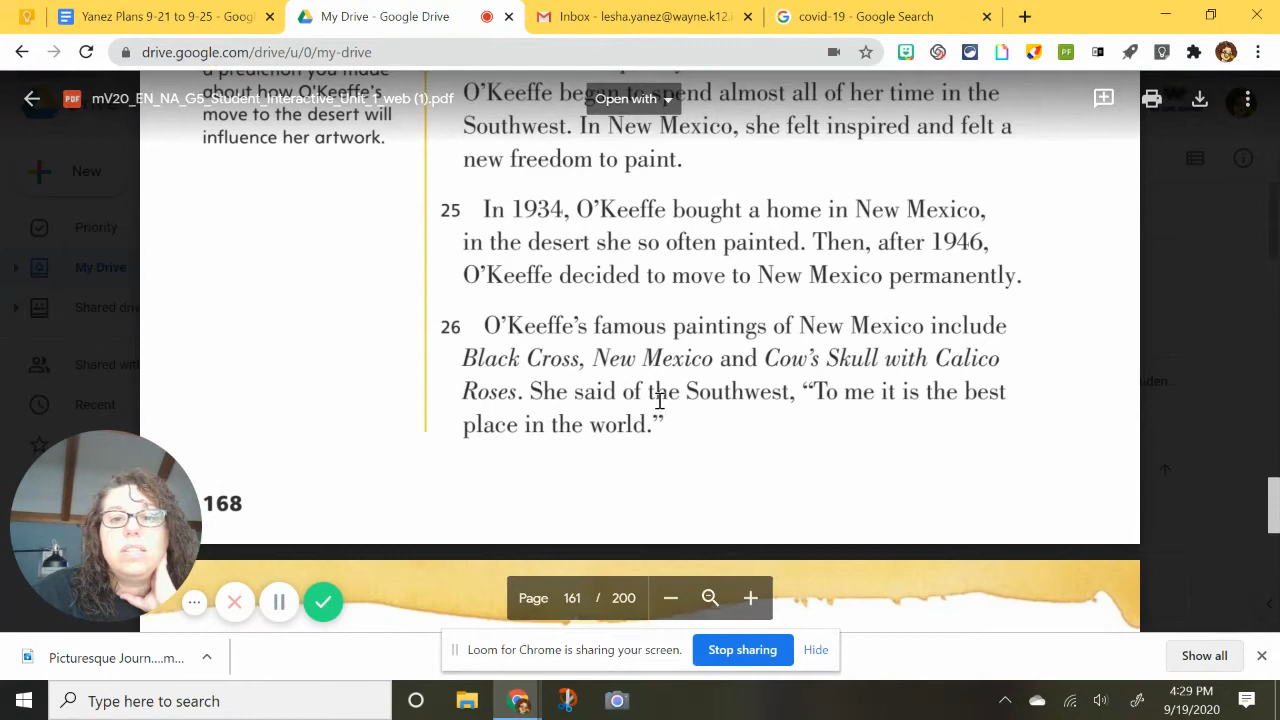 Yanez Plans 9-21 to 9-25 - Goo
My Drive - Google Drive
Inbox - lesha.yanez@wayne.k12.i
covid-19 - Google Search
drive.google.com/drive/u/0/my-drive
PDF
mV20_EN_NA_G5_Student_Interactive_Unit_1_web (1).pdf
Open with
New
Priority
My Drive
Shared driv
Shared with
Recent
a prediction you made
about how O'Keeffe's
move to the desert will
influence her artwork.
O'Keeffe began to spend almost all of her time in the
Southwest. In New Mexico, she felt inspired and felt a
new freedom to paint.
25 In 1934, O'Keeffe bought a home in New Mexico,
in the desert she so often painted. Then, after 1946,
O'Keeffe decided to move to New Mexico permanently.
26 O'Keeffe's famous paintings of New Mexico include
Black Cross, New Mexico and Cow's Skull with Calico
Roses. She said of the Southwest, “To me it is the best
place in the world.”
168
Page 161 / 200
Loom for Chrome is sharing your screen.
Stop sharing
Hide
Picturesque Journ....m...
Show all
Type here to search
4:29 PM
9/19/2020